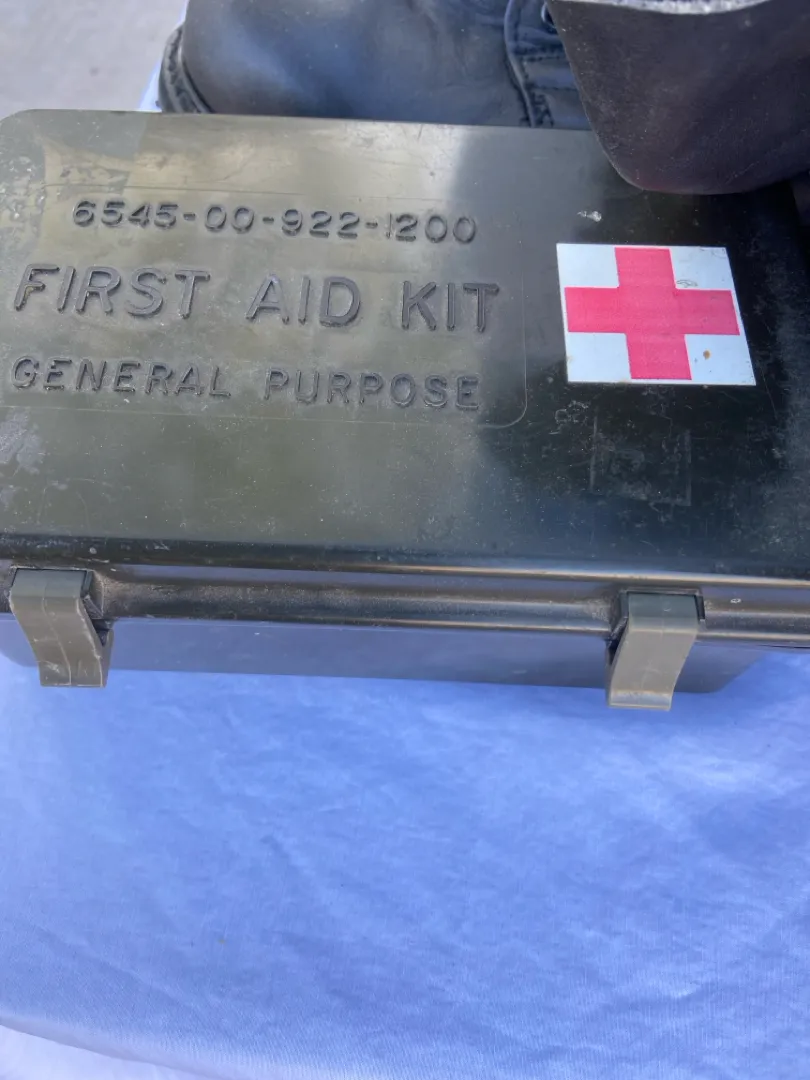 6545-00-922-1200
FIRST AID KIT
GENERAL PURPOSE